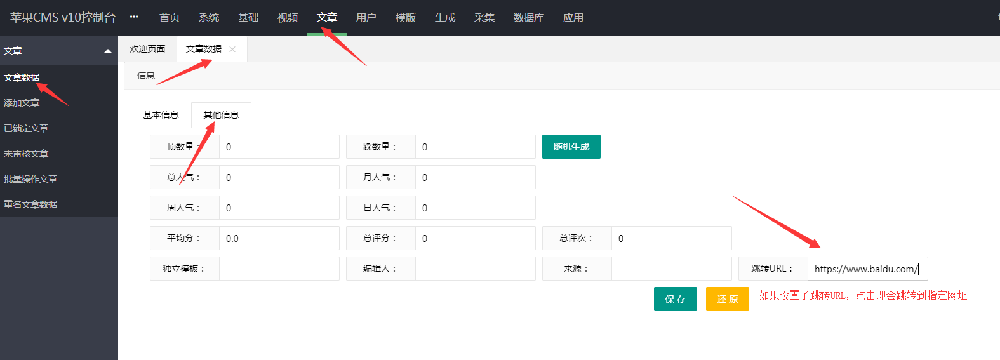 苹果CMS v10控制台 ••• 首页 系统 基础 视频 文章 用户 模版 生成 采集 数据库 应用
文章
文章数据
添加文章
已锁定文章
未审核文章
批量操作文章
重名文章数据
欢迎页面 文章数据
信息
基本信息 其他信息
顶数量： 0 踩数量： 0 随机生成
总人气： 0 月人气： 0
周人气： 0 日人气： 0
平均分： 0.0 总评分： 0 总评次： 0
独立模板： 编辑人： 来源： 跳转URL： https://www.baidu.com/
保 存 还 原 如果设置了跳转URL，点击即会跳转到指定网址